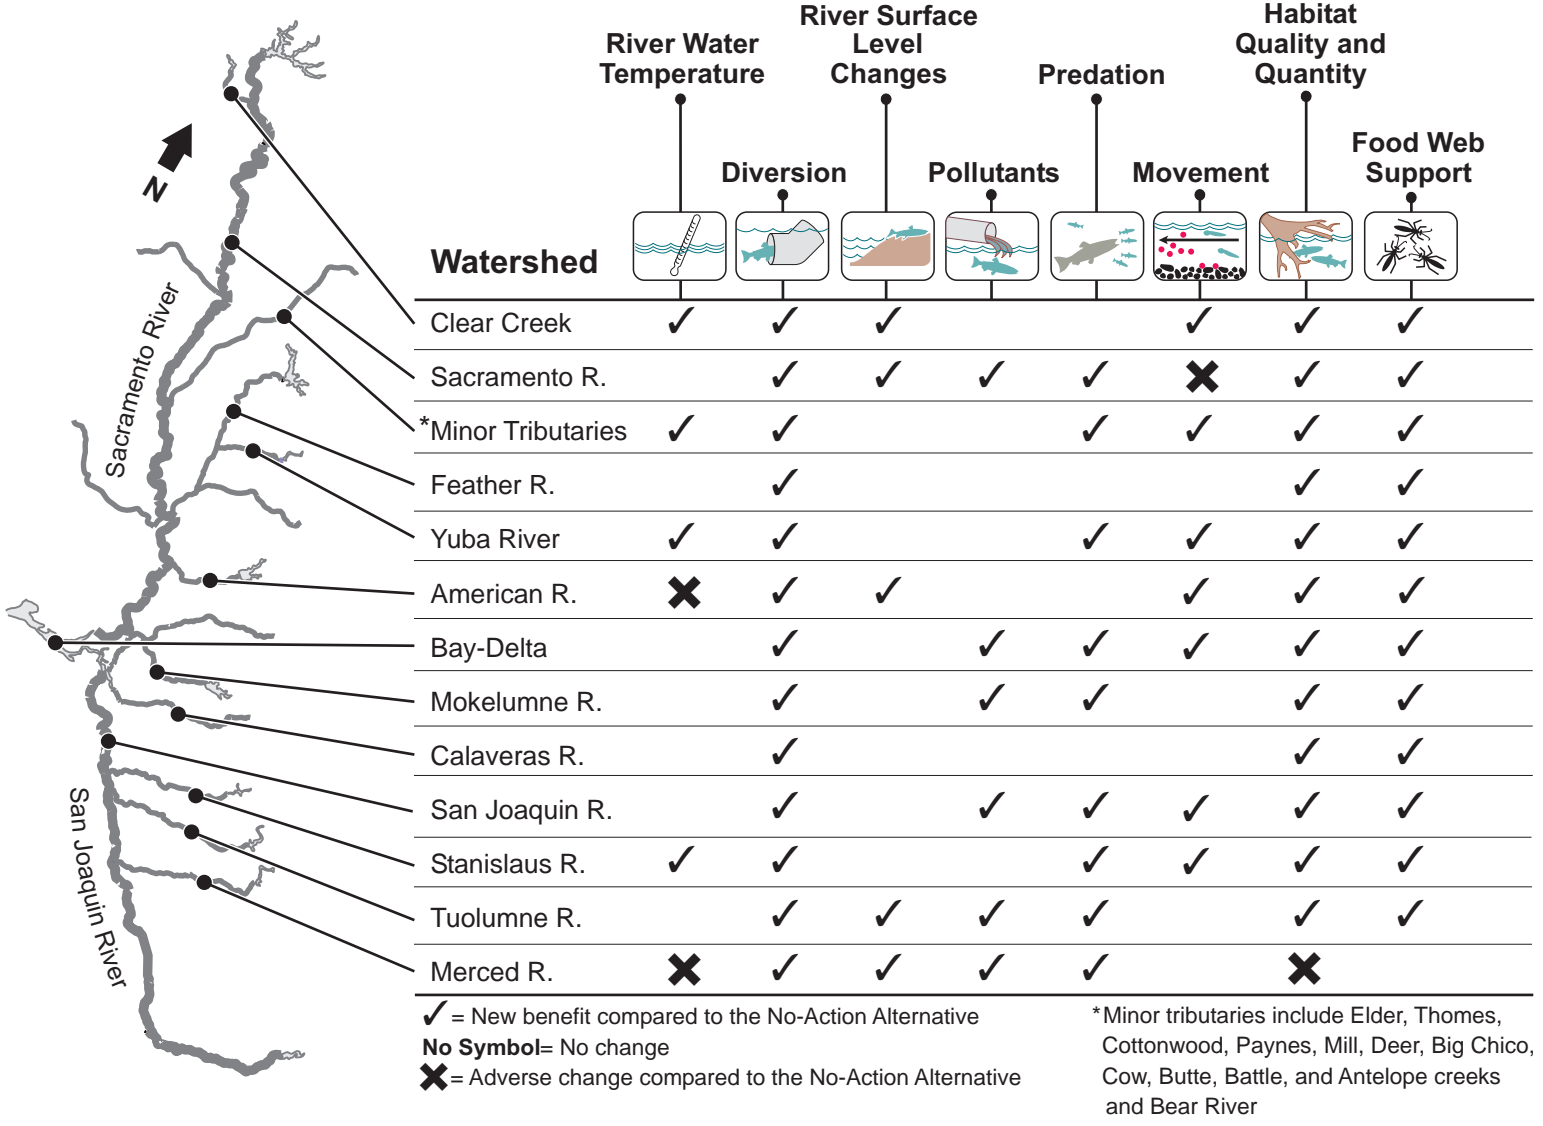 River Water
Temperature
Diversion
River Surface
Level
Changes
Pollutants
Predation
Movement
Habitat
Quality and
Quantity
Food Web
Support
N
Sacramento River
San Joaquin River
Watershed
Clear Creek ✓ ✓ ✓ ✓ ✓ ✓
Sacramento R. ✓ ✓ ✓ ✓ ✖ ✓ ✓
*Minor Tributaries ✓ ✓ ✓ ✓ ✓ ✓
Feather R. ✓ ✓ ✓
Yuba River ✓ ✓ ✓ ✓ ✓ ✓
American R. ✖ ✓ ✓ ✓ ✓ ✓
Bay-Delta ✓ ✓ ✓ ✓ ✓ ✓
Mokelumne R. ✓ ✓ ✓ ✓ ✓
Calaveras R. ✓ ✓ ✓
San Joaquin R. ✓ ✓ ✓ ✓ ✓ ✓
Stanislaus R. ✓ ✓ ✓ ✓ ✓ ✓
Tuolumne R. ✓ ✓ ✓ ✓ ✓ ✓
Merced R. ✖ ✓ ✓ ✓ ✓ ✖
✓= New benefit compared to the No-Action Alternative
No Symbol= No change
✖= Adverse change compared to the No-Action Alternative
*Minor tributaries include Elder, Thomes,
Cottonwood, Paynes, Mill, Deer, Big Chico,
Cow, Butte, Battle, and Antelope creeks
and Bear River